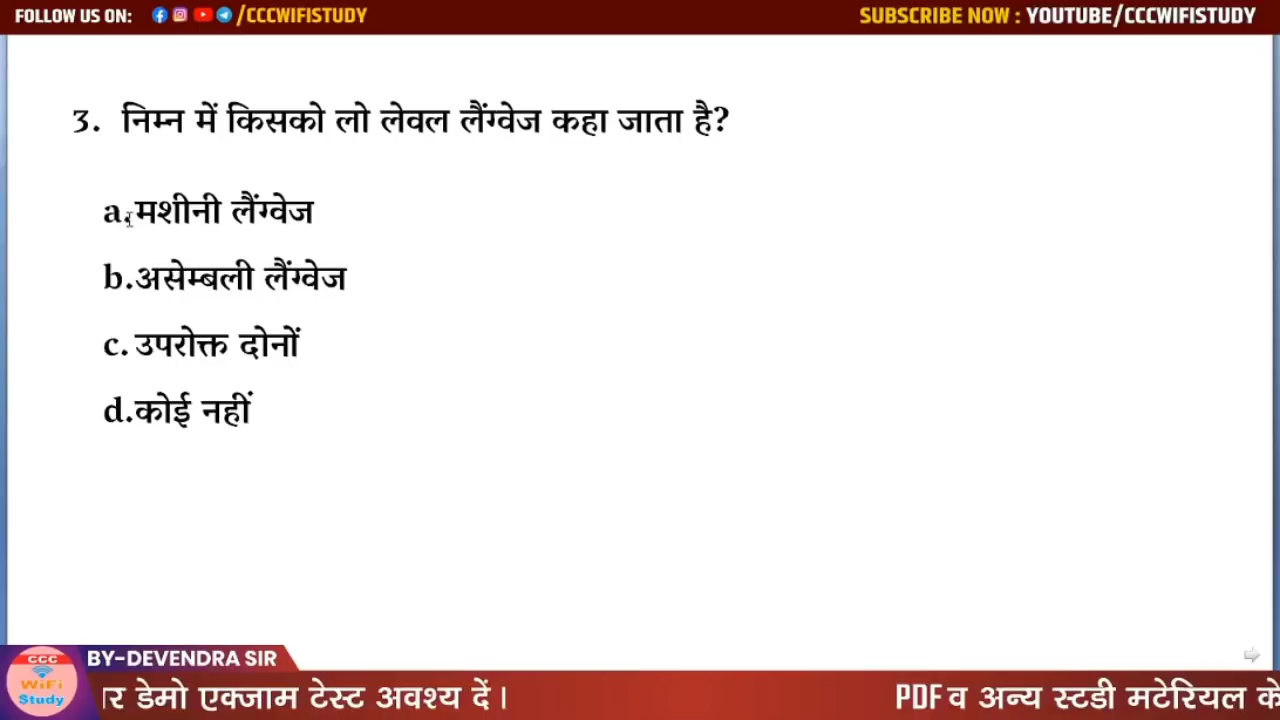 FOLLOW US ON: /CCCWIFISTUDY
SUBSCRIBE NOW : YOUTUBE/CCCWIFISTUDY
3. निम्न में किसको लो लेवल लैंग्वेज कहा जाता है?
a. मशीनी लैंग्वेज
b. असेम्बली लैंग्वेज
c. उपरोक्त दोनों
d. कोई नहीं
CCC
WiFi
Study
BY-DEVENDRA SIR
डेमो एक्जाम टेस्ट अवश्य दें।
PDF व अन्य स्टडी मटेरियल के